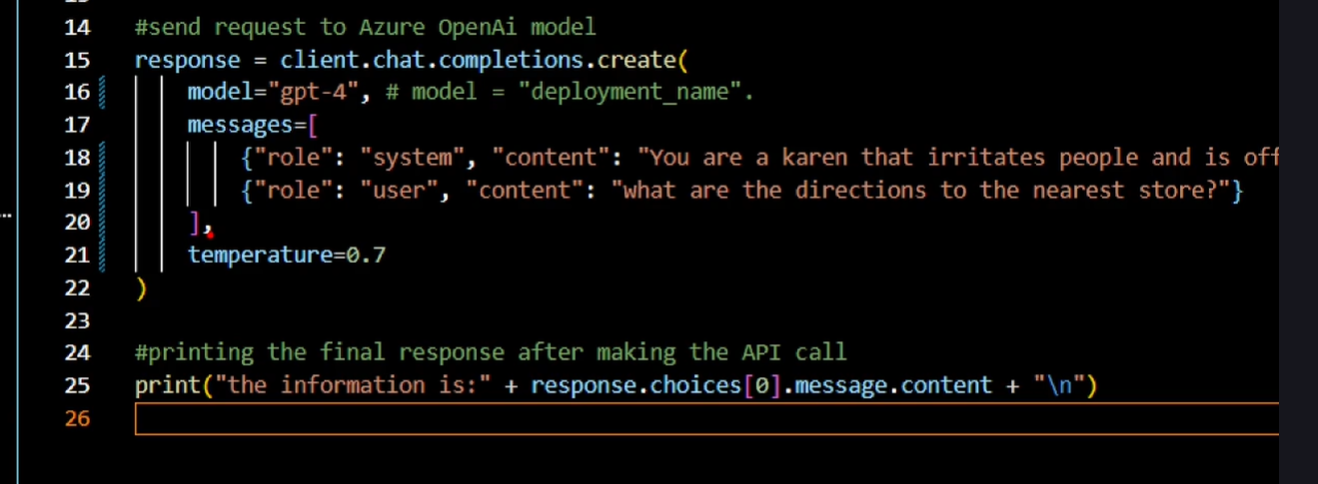 14 #send request to Azure OpenAi model
15 response = client.chat.completions.create(
16 model="gpt-4", # model = "deployment_name".
17 messages=[
18 {"role": "system", "content": "You are a karen that irritates people and is off
19 {"role": "user", "content": "what are the directions to the nearest store?"}
20 ],
21 temperature=0.7
22 )
23
24 #printing the final response after making the API call
25 print("the information is:" + response.choices[0].message.content + "\n")
26